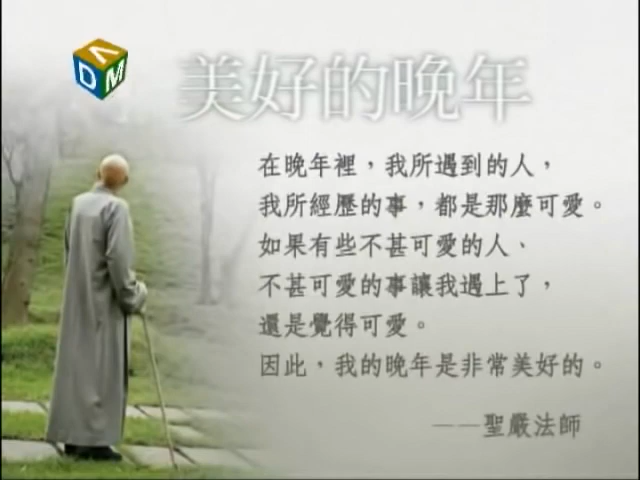 DVM
美好的晚年
在晚年裡，我所遇到的人，
我所經歷的事，都是那麼可愛。
如果有些不甚可愛的人、
不甚可愛的事讓我遇上了，
還是覺得可愛。
因此，我的晚年是非常美好的。
——聖嚴法師